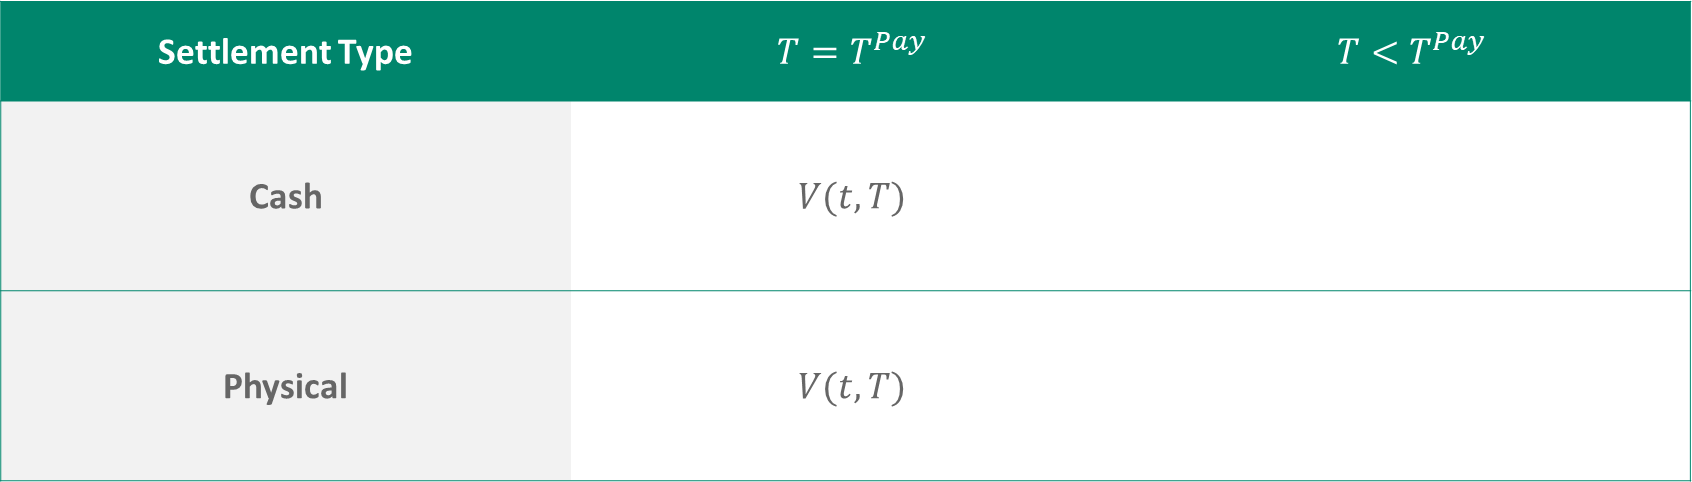 Settlement Type T = T^Pay T < T^Pay
Cash V(t, T)
Physical V(t, T)